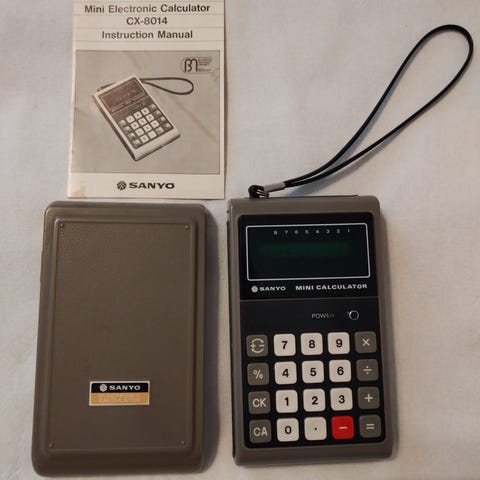 Mini Electronic Calculator
CX-8014
Instruction Manual
SANYO
SANYO
8 7 6 5 4 3 2 1
SANYO MINI CALCULATOR
POWER
7 8 9 ×
% 4 5 6 ÷
CK 1 2 3 +
CA 0 · − =